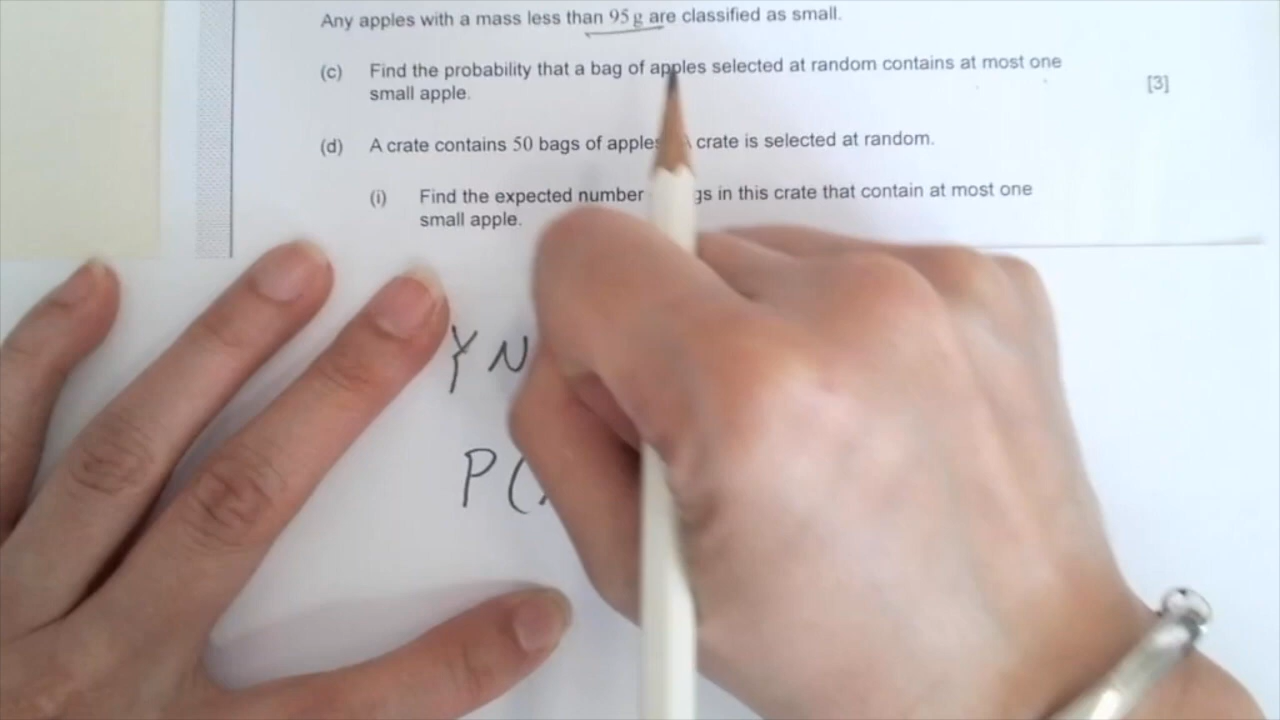 Any apples with a mass less than 95 g are classified as small.
(c) Find the probability that a bag of apples selected at random contains at most one
small apple.
[3]
(d) A crate contains 50 bags of apples crate is selected at random.
(i) Find the expected number gs in this crate that contain at most one
small apple.
Y N
P(